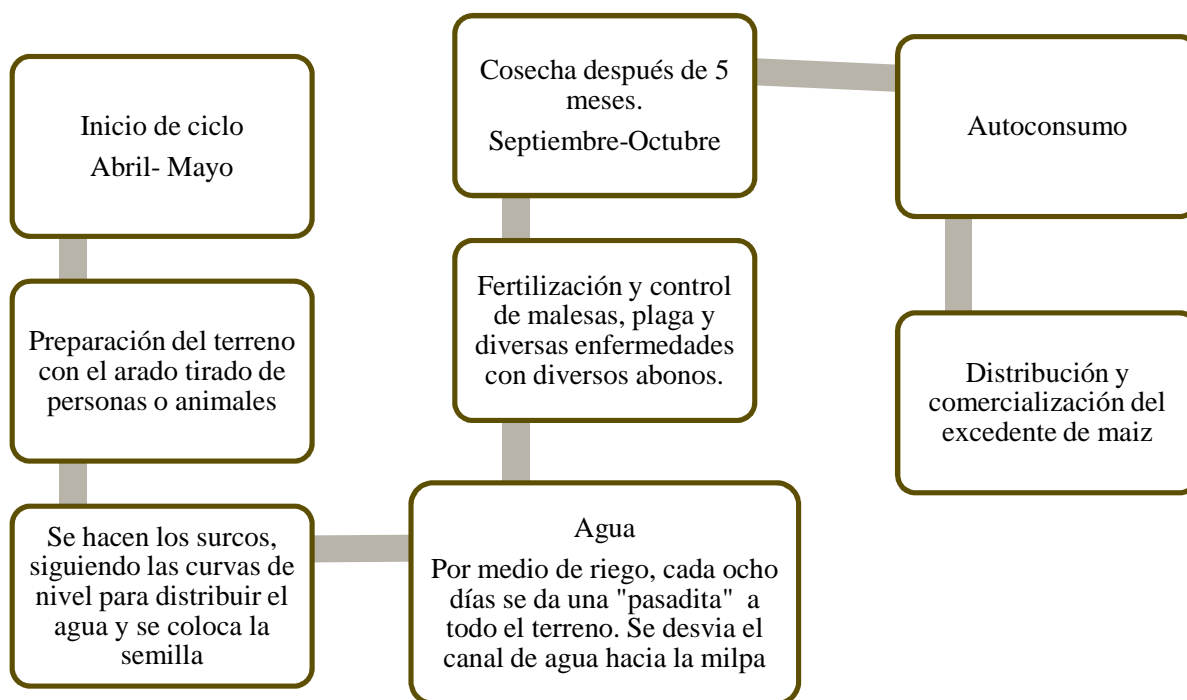 Inicio de ciclo
Abril- Mayo
Preparación del terreno
con el arado tirado de
personas o animales
Se hacen los surcos,
siguiendo las curvas de
nivel para distribuir el
agua y se coloca la
semilla
Agua
Por medio de riego, cada ocho
días se da una "pasadita"  a
todo el terreno. Se desvia el
canal de agua hacia la milpa
Fertilización y control
de malesas, plaga y
diversas enfermedades
con diversos abonos.
Cosecha después de 5
meses.
Septiembre-Octubre
Autoconsumo
Distribución y
comercialización del
excedente de maiz